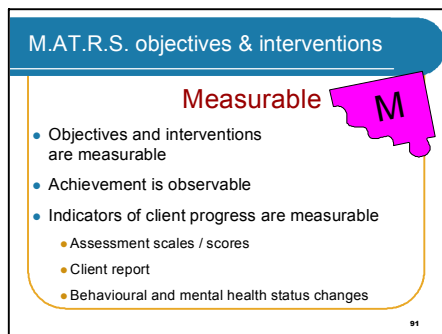 M.AT.R.S. objectives & interventions
Measurable
M
Objectives and interventions
are measurable
Achievement is observable
Indicators of client progress are measurable
Assessment scales / scores
Client report
Behavioural and mental health status changes
91